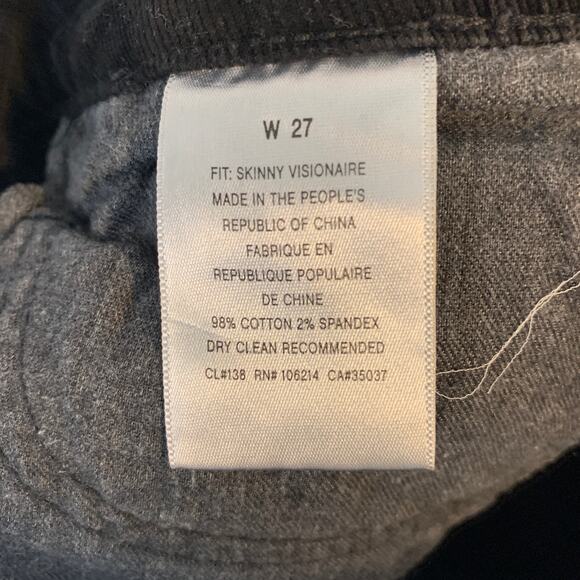 W 27
FIT: SKINNY VISIONAIRE
MADE IN THE PEOPLE'S
REPUBLIC OF CHINA
FABRIQUE EN
REPUBLIQUE POPULAIRE
DE CHINE
98% COTTON 2% SPANDEX
DRY CLEAN RECOMMENDED
CL#138 RN# 106214 CA#35037